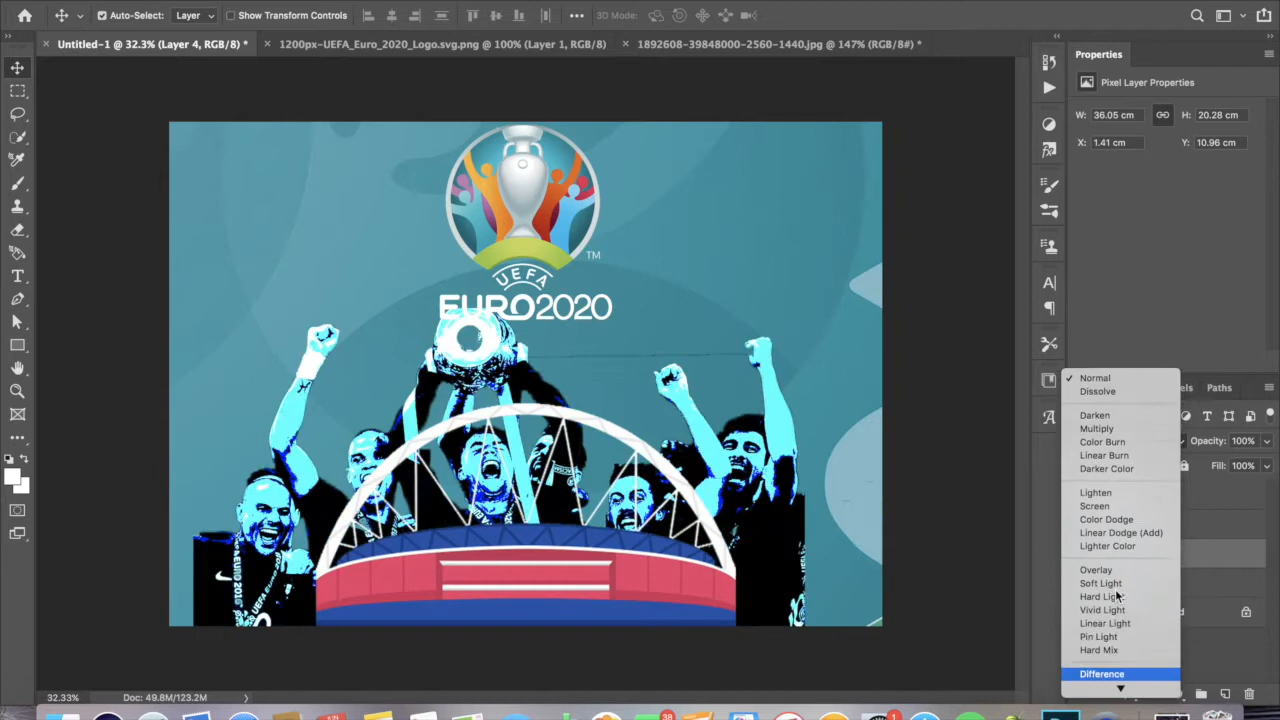 Auto-Select: Layer Show Transform Controls 3D Mode:
Untitled-1 @ 32.3% (Layer 4, RGB/8) * 1200px-UEFA_Euro_2020_Logo.svg.png @ 100% (Layer 1, RGB/8) 1892608-39848000-2560-1440.jpg @ 147% (RGB/8#) *
Properties
Pixel Layer Properties
W: 36.05 cm H: 20.28 cm
X: 1.41 cm Y: 10.96 cm
TM
UEFA
EURO2020
Paths
Normal
Dissolve
Darken
Multiply
Color Burn
Linear Burn
Darker Color
Lighten
Screen
Color Dodge
Linear Dodge (Add)
Lighter Color
Overlay
Soft Light
Hard Light
Vivid Light
Linear Light
Pin Light
Hard Mix
Difference
Opacity: 100%
Fill: 100%
32.33% Doc: 49.8M/123.2M